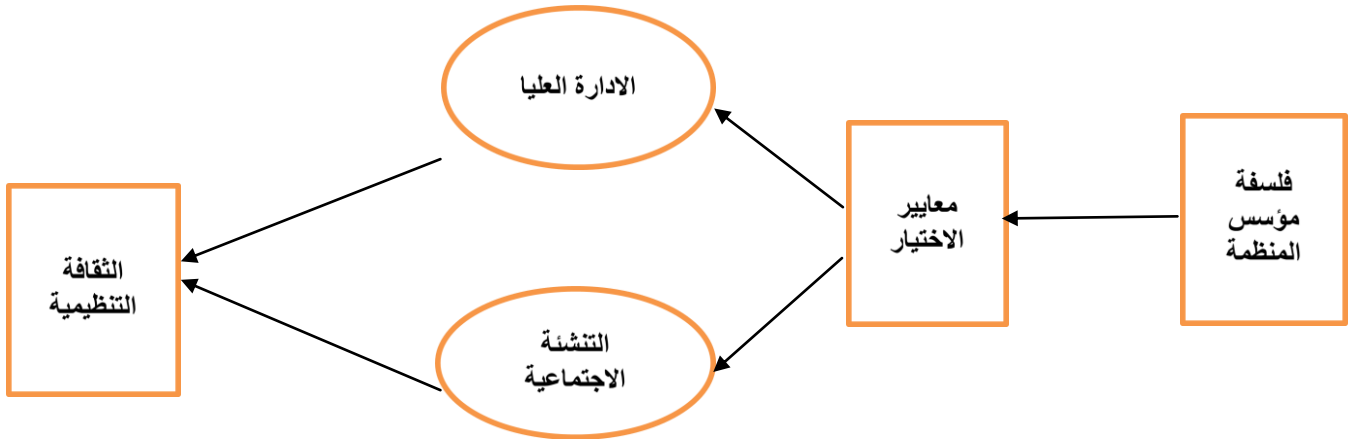 فلسفة
مؤسس
المنظمة
معايير
الاختيار
الادارة العليا
التنشئة
الاجتماعية
الثقافة
التنظيمية